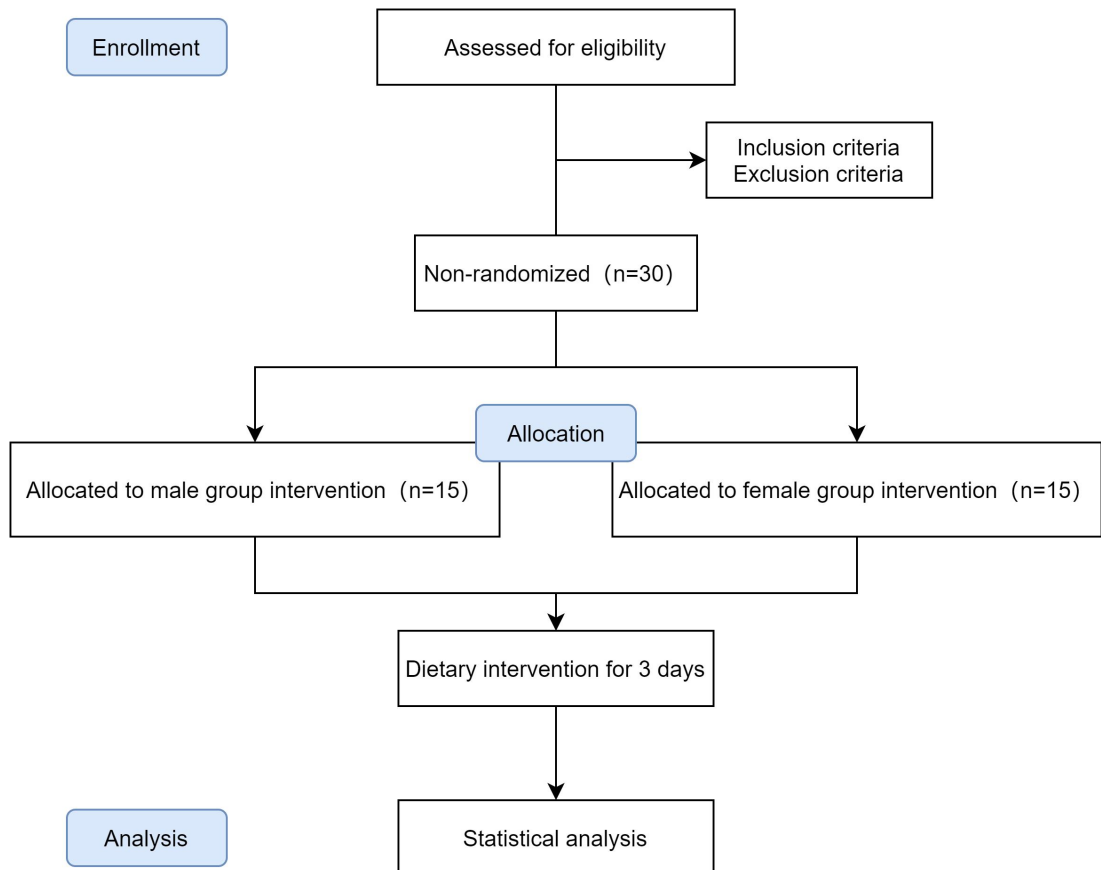 Enrollment
Assessed for eligibility
Inclusion criteria
Exclusion criteria
Non-randomized（n=30）
Allocation
Allocated to male group intervention（n=15）
Allocated to female group intervention（n=15）
Dietary intervention for 3 days
Analysis
Statistical analysis